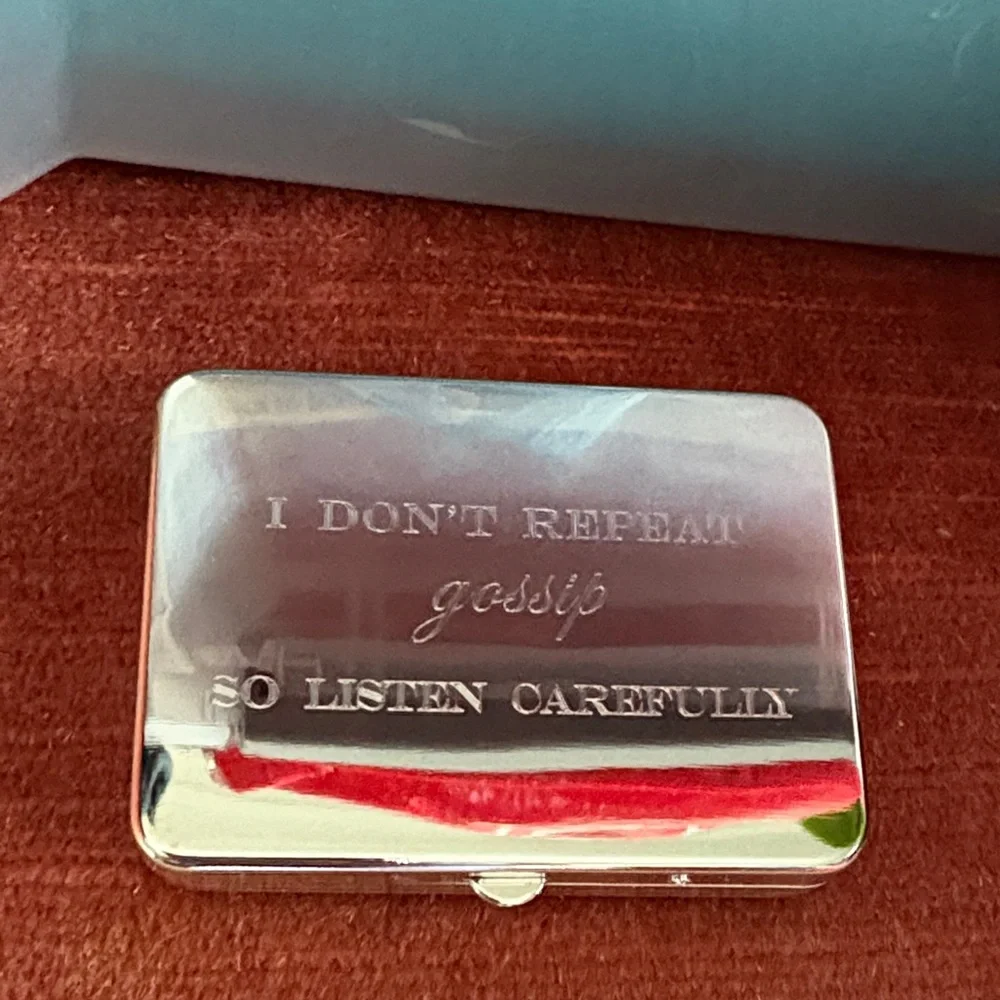 I DON'T REPEAT
gossip
SO LISTEN CAREFULLY